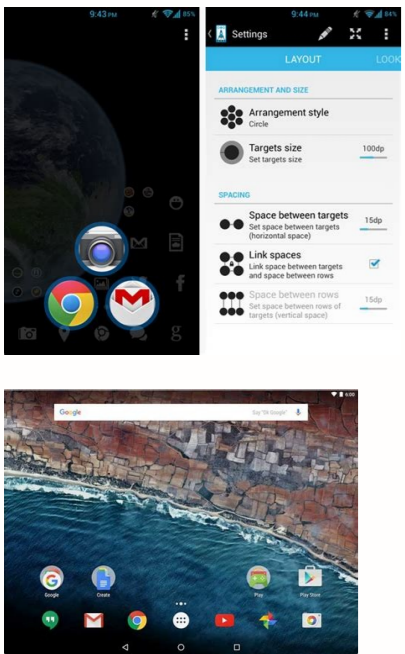 9:43 PM
85%
9:44 PM
84%
Settings
LAYOUT
LOOK
ARRANGEMENT AND SIZE
Arrangement style
Circle
Targets size
Set targets size
100dp
SPACING
Space between targets
Set space between targets
(horizontal space)
15dp
Link spaces
Link space between targets
and space between rows
Space between rows
Set space between rows of
targets (vertical space)
15dp
6:00
Google
Say "Ok Google"
Google
Create
Play
Play Store